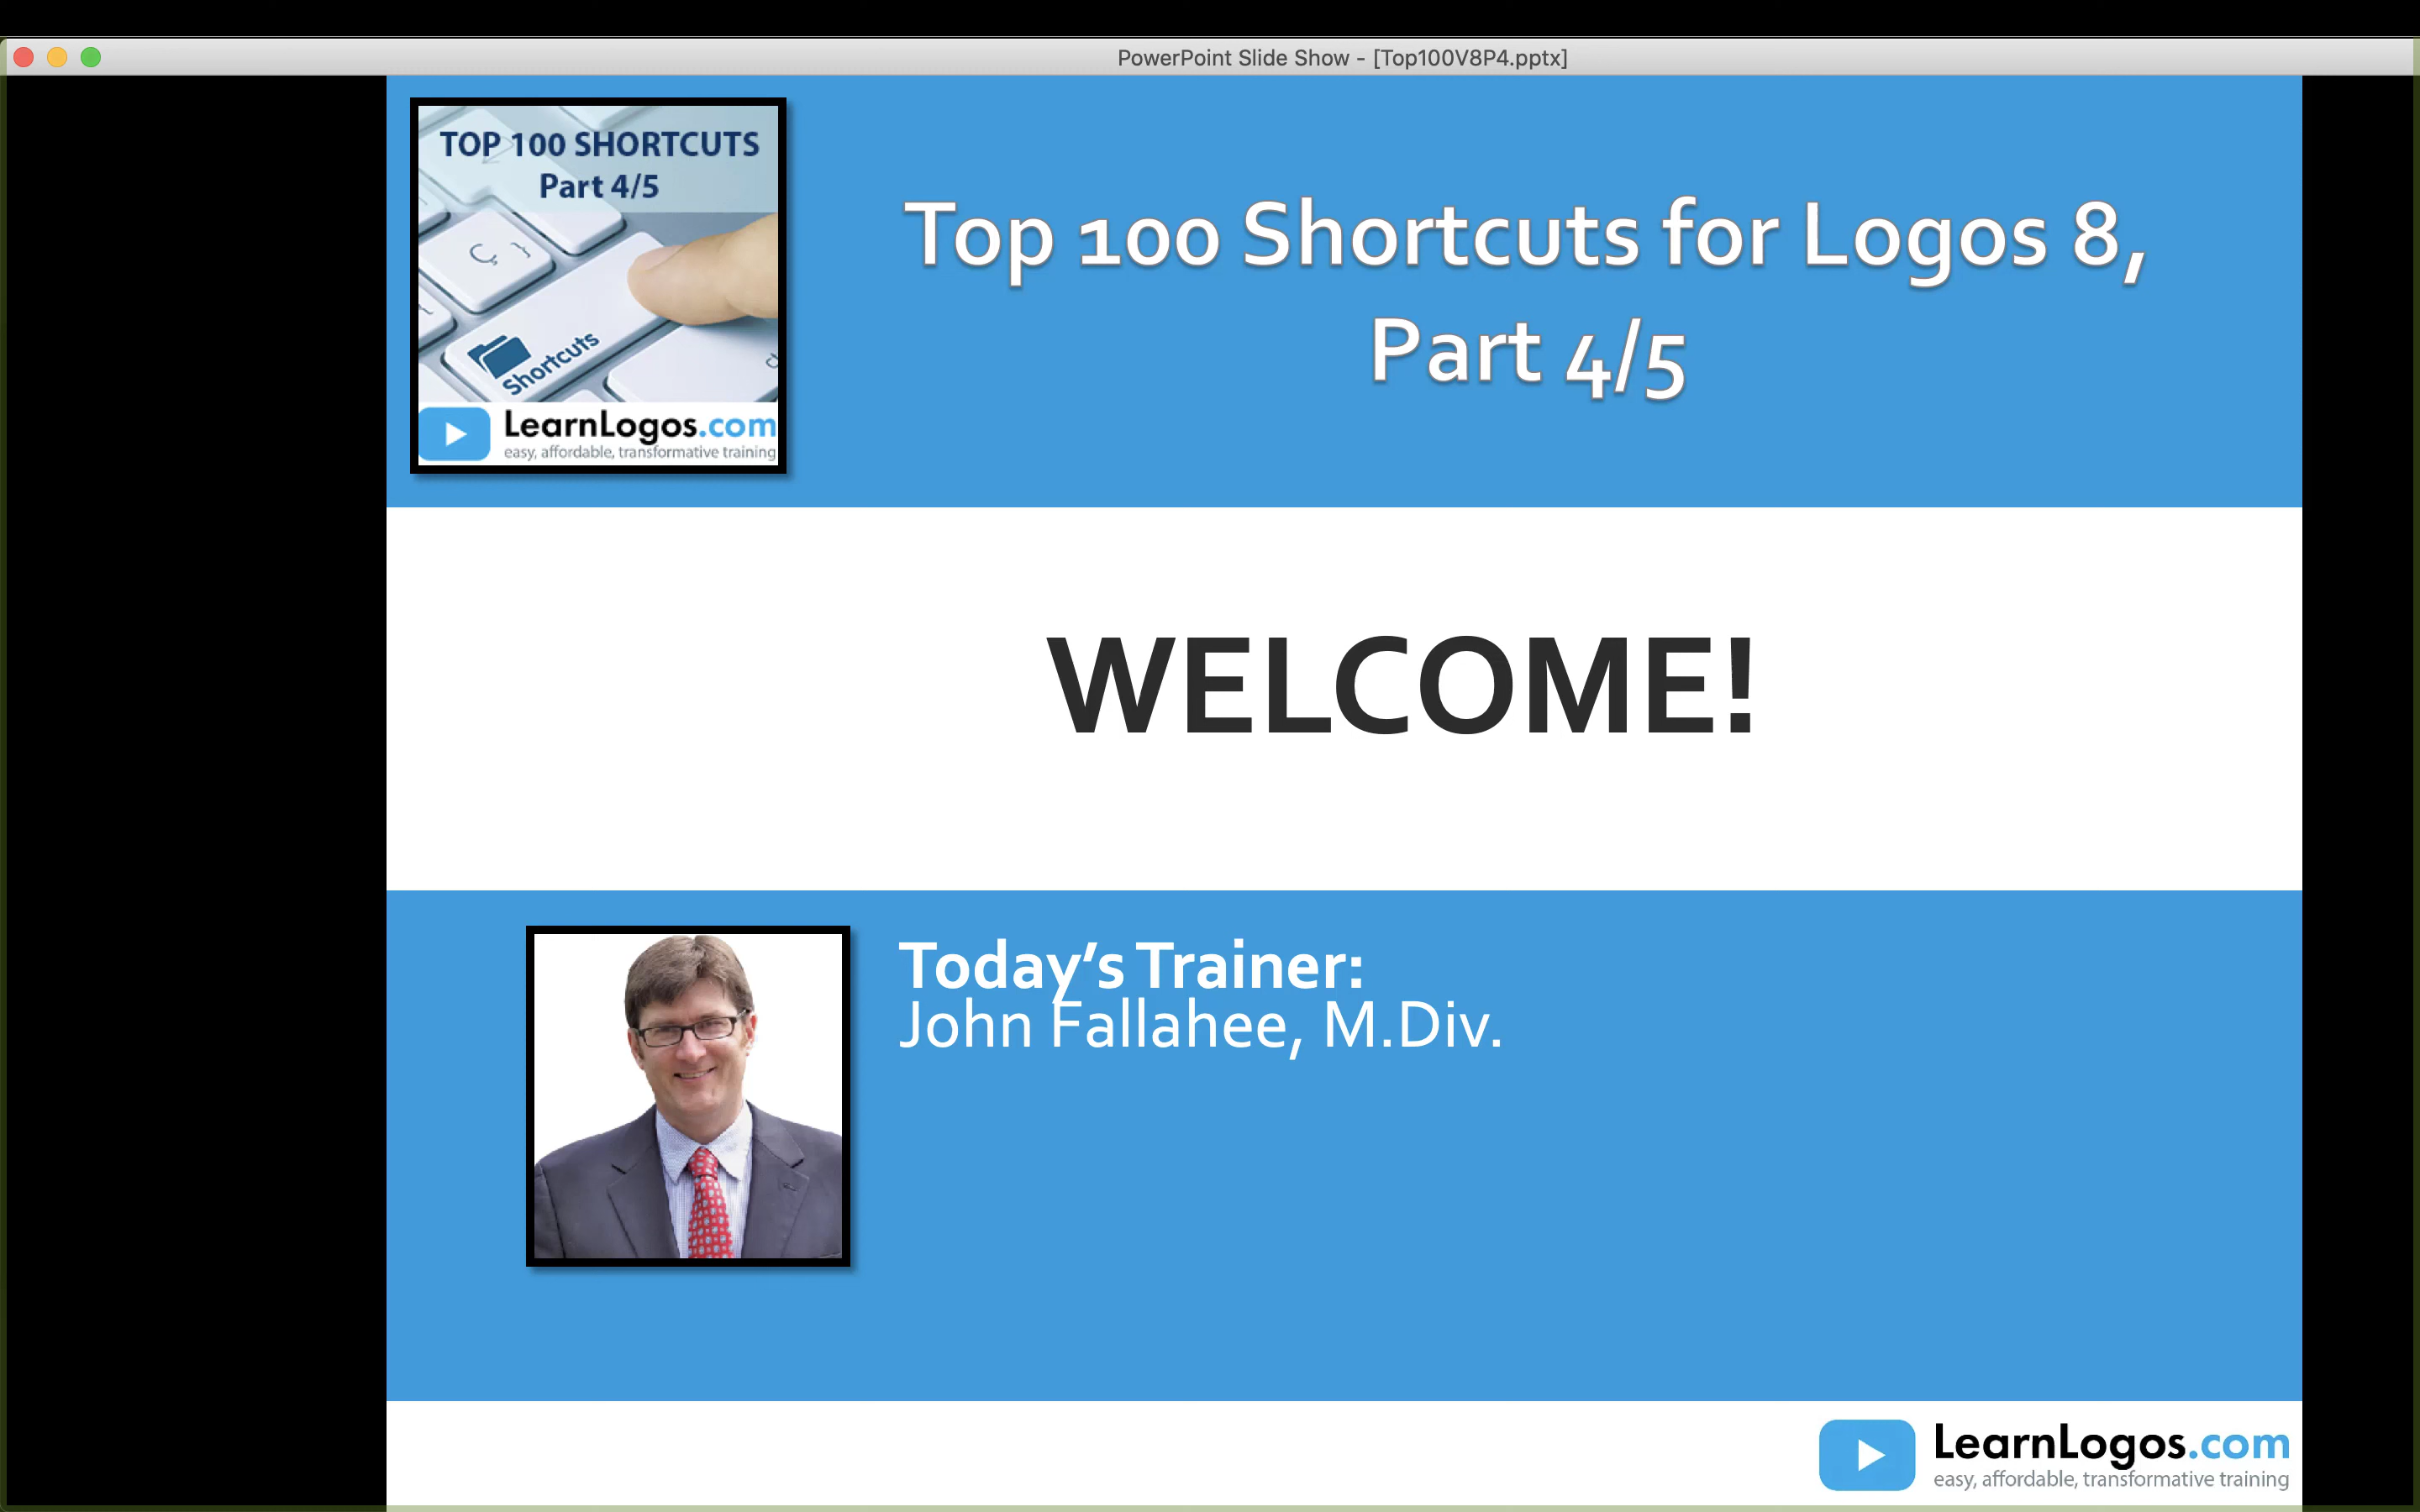 PowerPoint Slide Show - [Top100V8P4.pptx]
TOP 100 SHORTCUTS
Part 4/5
Ç }
Shortcuts
LearnLogos.com
easy, affordable, transformative training
Top 100 Shortcuts for Logos 8,
Part 4/5
WELCOME!
Today's Trainer:
John Fallahee, M.Div.
LearnLogos.com
easy, affordable, transformative training